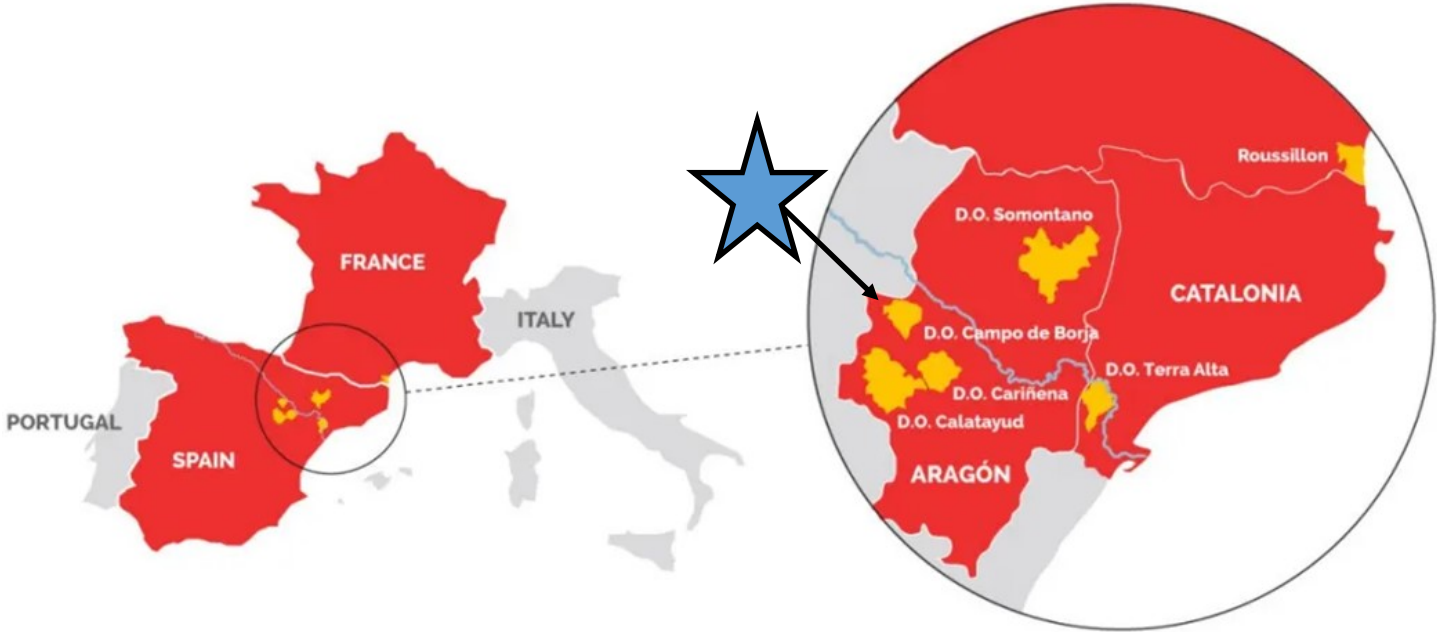 FRANCE
ITALY
PORTUGAL
SPAIN
Roussillon
D.O. Somontano
CATALONIA
D.O. Campo de Borja
D.O. Terra Alta
D.O. Cariñena
D.O. Calatayud
ARAGÓN